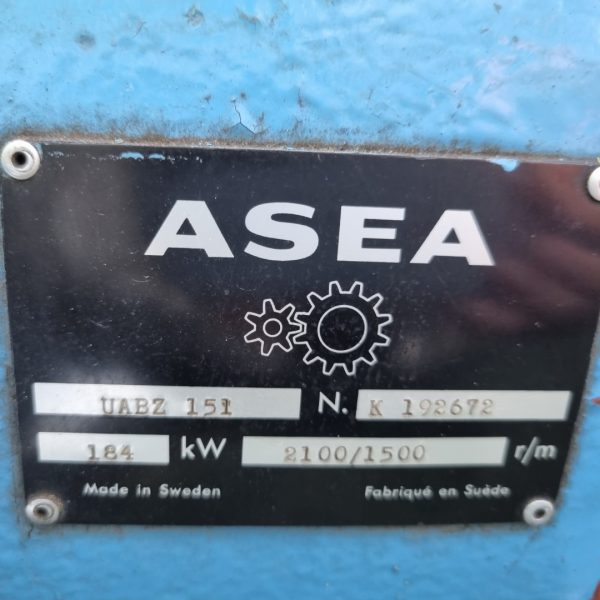 ASEA
UABZ 151 N. K 192672
184 kW 2100/1500 r/m
Made in Sweden Fabriqué en Suède